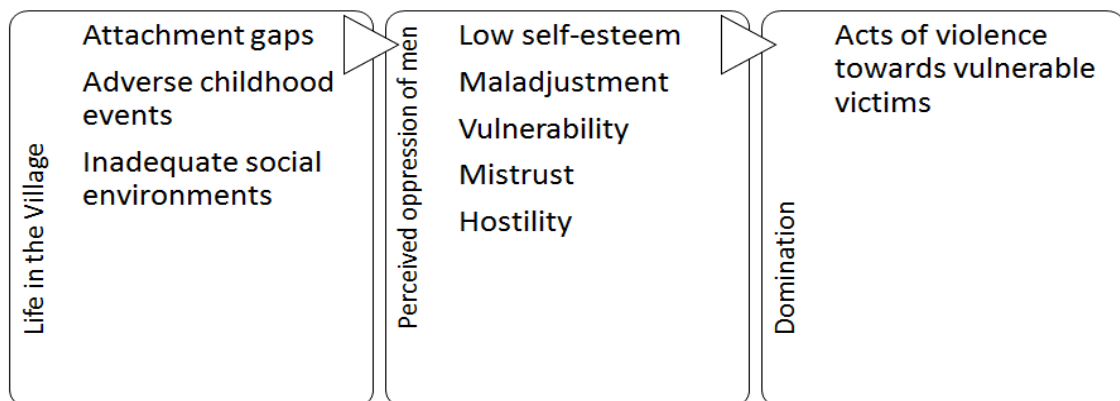 Life in the Village
Attachment gaps
Adverse childhood
events
Inadequate social
environments
Perceived oppression of men
Low self-esteem
Maladjustment
Vulnerability
Mistrust
Hostility
Domination
Acts of violence
towards vulnerable
victims